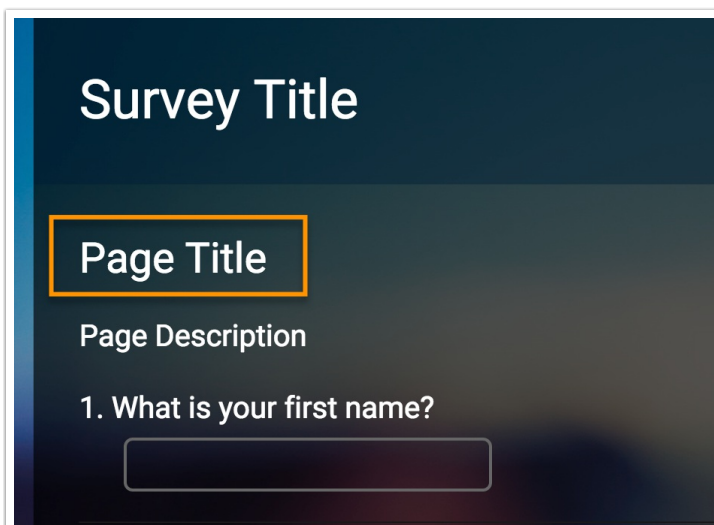 Survey Title
Page Title
Page Description
1. What is your first name?